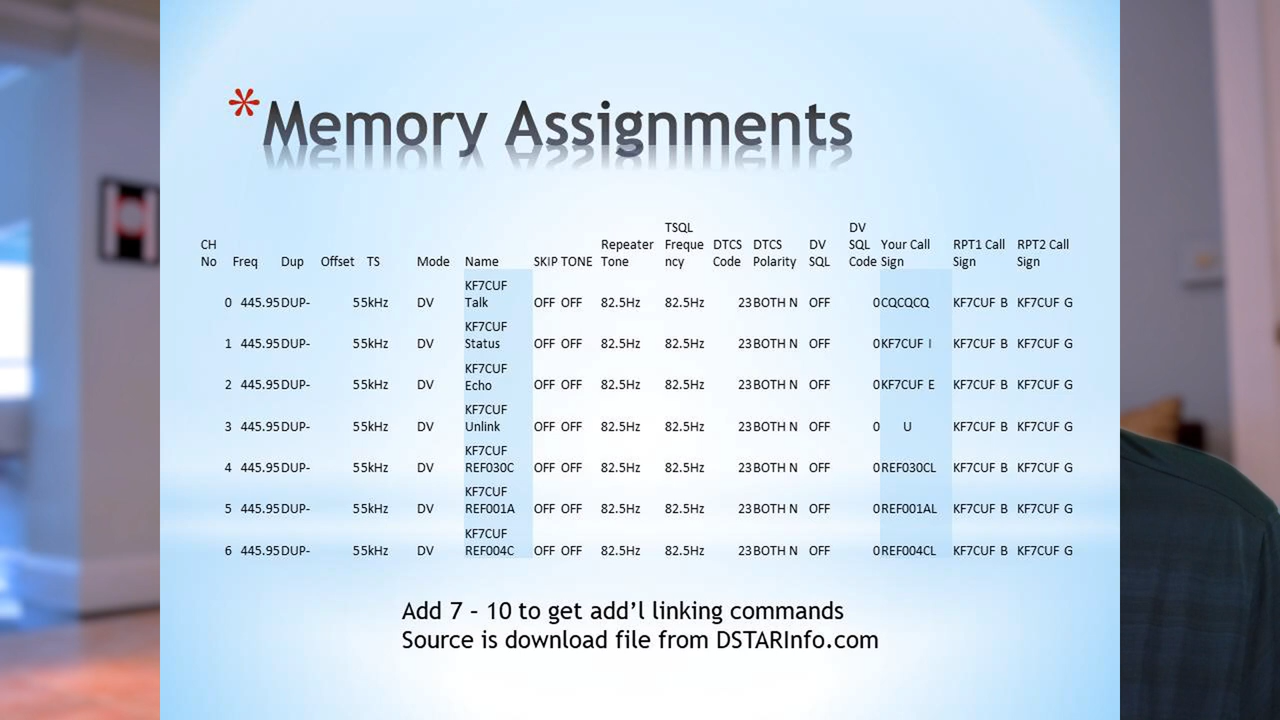 *Memory Assignments
CH No Freq Dup Offset TS Mode Name SKIP TONE Repeater Tone TSQL Frequency DTCS Code DTCS Polarity DV SQL DV SQL Code Your Call Sign RPT1 Call Sign RPT2 Call Sign
0 445.95 DUP- 5 5kHz DV KF7CUF Talk OFF OFF 82.5Hz 82.5Hz 23 BOTH N OFF 0 CQCQCQ KF7CUF B KF7CUF G
1 445.95 DUP- 5 5kHz DV KF7CUF Status OFF OFF 82.5Hz 82.5Hz 23 BOTH N OFF 0 KF7CUF I KF7CUF B KF7CUF G
2 445.95 DUP- 5 5kHz DV KF7CUF Echo OFF OFF 82.5Hz 82.5Hz 23 BOTH N OFF 0 KF7CUF E KF7CUF B KF7CUF G
3 445.95 DUP- 5 5kHz DV KF7CUF Unlink OFF OFF 82.5Hz 82.5Hz 23 BOTH N OFF 0 U KF7CUF B KF7CUF G
4 445.95 DUP- 5 5kHz DV KF7CUF REF030C OFF OFF 82.5Hz 82.5Hz 23 BOTH N OFF 0 REF030CL KF7CUF B KF7CUF G
5 445.95 DUP- 5 5kHz DV KF7CUF REF001A OFF OFF 82.5Hz 82.5Hz 23 BOTH N OFF 0 REF001AL KF7CUF B KF7CUF G
6 445.95 DUP- 5 5kHz DV KF7CUF REF004C OFF OFF 82.5Hz 82.5Hz 23 BOTH N OFF 0 REF004CL KF7CUF B KF7CUF G
Add 7 – 10 to get add’l linking commands
Source is download file from DSTARInfo.com